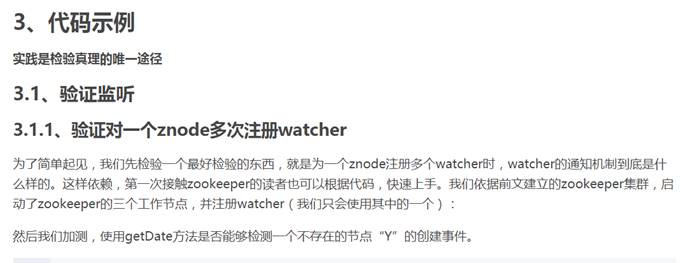 3、代码示例
实践是检验真理的唯一途径
3.1、验证监听
3.1.1、验证对一个znode多次注册watcher
为了简单起见，我们先检验一个最好检验的东西，就是为一个znode注册多个watcher时，watcher的通知机制到底是什
么样的。这样依赖，第一次接触zookeeper的读者也可以根据代码，快速上手。我们依据前文建立的zookeeper集群，启
动了zookeeper的三个工作节点，并注册watcher（我们只会使用其中的一个）：
然后我们加测，使用getDate方法是否能够检测一个不存在的节点“Y”的创建事件。